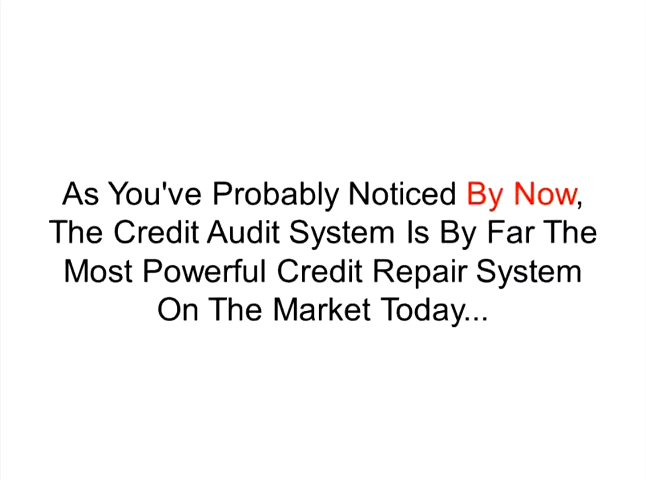 As You've Probably Noticed By Now,
The Credit Audit System Is By Far The
Most Powerful Credit Repair System
On The Market Today...